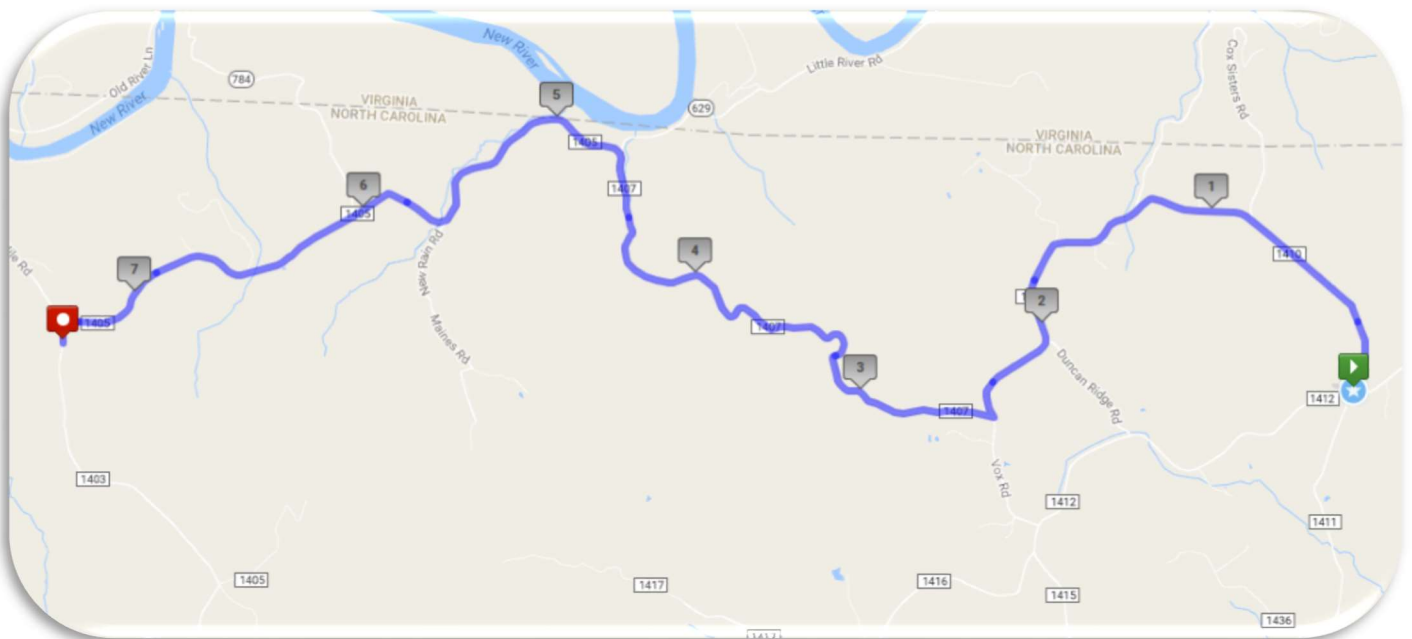 New River
Old River Ln
784
New River
VIRGINIA
NORTH CAROLINA
5
1405
629
Little River Rd
Cox Sisters Rd
VIRGINIA
NORTH CAROLINA
1
6
1405
1407
7
1405
New Rain Rd
Maines Rd
4
1407
3
1407
2
1410
1412
Duncan Ridge Rd
Vox Rd
1403
1412
1411
1405
1417
1416
1415
1436
1417